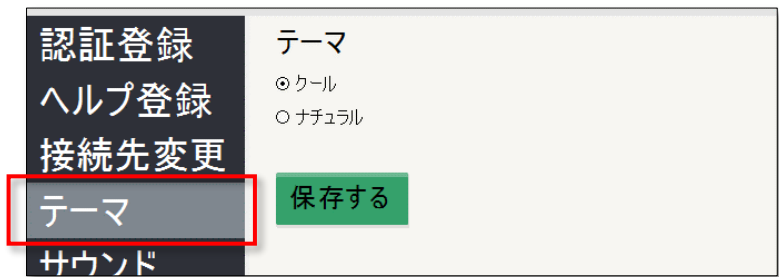 認証登録
ヘルプ登録
接続先変更
テーマ
サウンド
テーマ
クール
ナチュラル
保存する